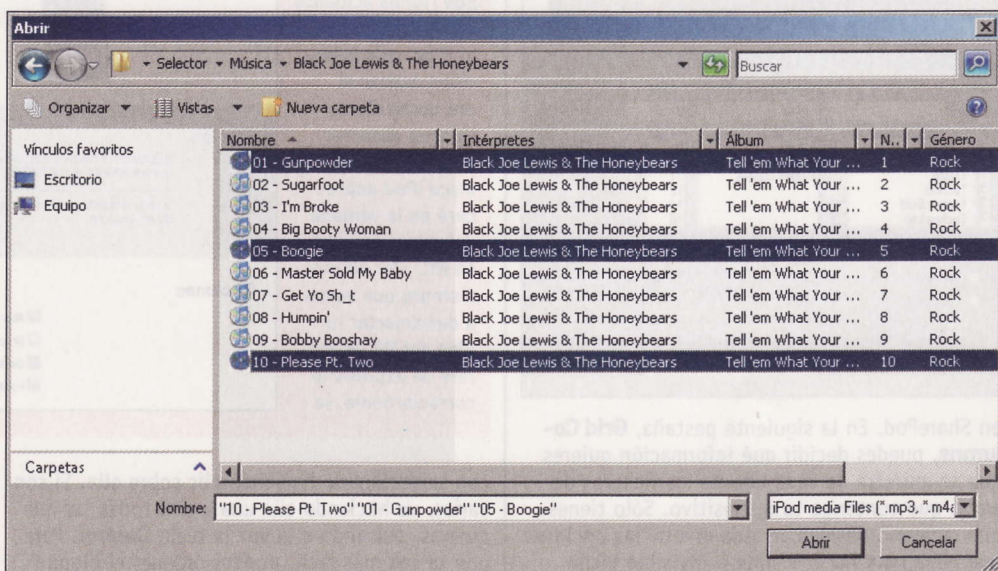 Abrir
Selector Música Black Joe Lewis & The Honeybears Buscar
Organizar Vistas Nueva carpeta
Vínculos favoritos
Escritorio
Equipo
Carpetas
Nombre Intérpretes Álbum N.. Género
01 - Gunpowder Black Joe Lewis & The Honeybears Tell 'em What Your ... 1 Rock
02 - Sugarfoot Black Joe Lewis & The Honeybears Tell 'em What Your ... 2 Rock
03 - I'm Broke Black Joe Lewis & The Honeybears Tell 'em What Your ... 3 Rock
04 - Big Booty Woman Black Joe Lewis & The Honeybears Tell 'em What Your ... 4 Rock
05 - Boogie Black Joe Lewis & The Honeybears Tell 'em What Your ... 5 Rock
06 - Master Sold My Baby Black Joe Lewis & The Honeybears Tell 'em What Your ... 6 Rock
07 - Get Yo Sh_t Black Joe Lewis & The Honeybears Tell 'em What Your ... 7 Rock
08 - Humpin' Black Joe Lewis & The Honeybears Tell 'em What Your ... 8 Rock
09 - Bobby Booshay Black Joe Lewis & The Honeybears Tell 'em What Your ... 9 Rock
10 - Please Pt. Two Black Joe Lewis & The Honeybears Tell 'em What Your ... 10 Rock
Nombre: "10 - Please Pt. Two" "01 - Gunpowder" "05 - Boogie" iPod media Files (*.mp3, *.m4a
Abrir Cancelar